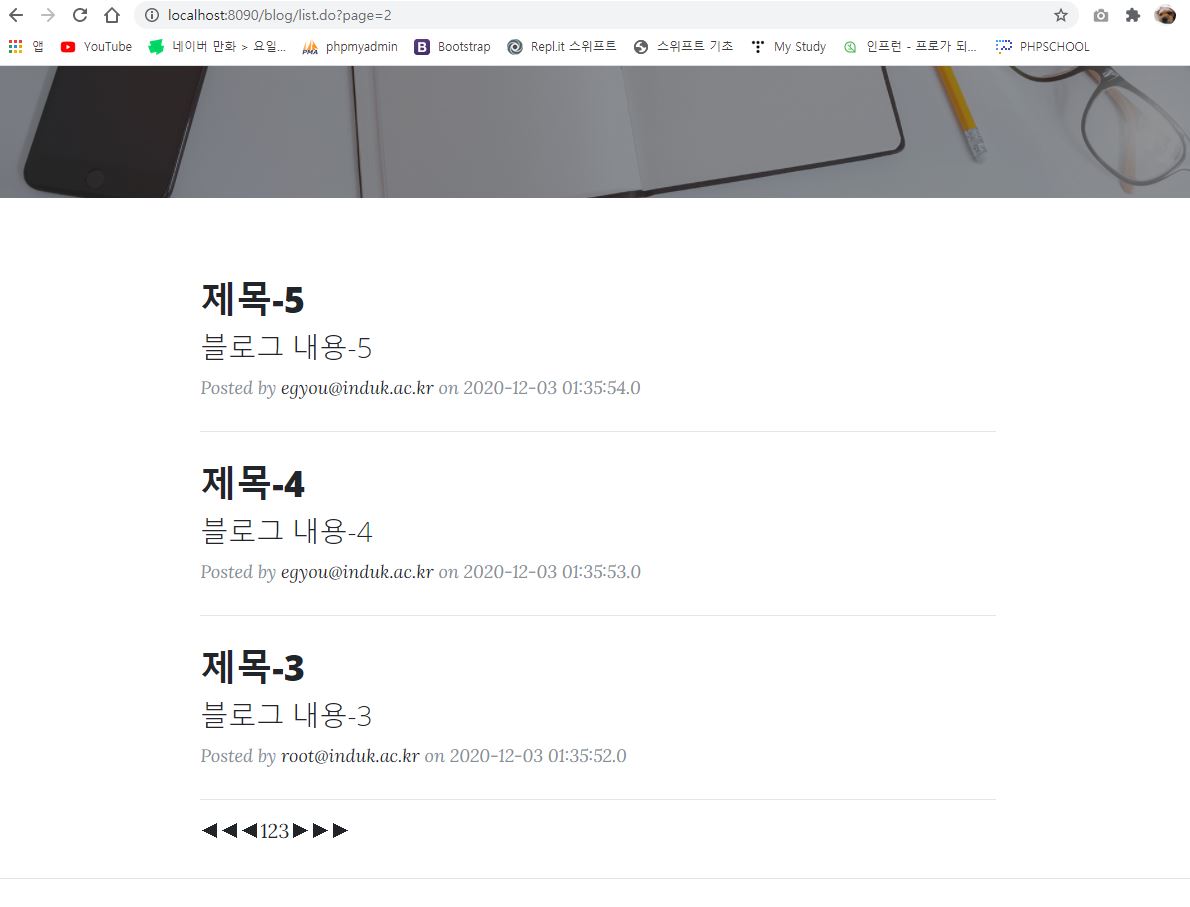 localhost:8090/blog/list.do?page=2
앱 YouTube 네이버 만화 > 요일... phpmyadmin Bootstrap Repl.it 스위프트 스위프트 기초 My Study 인프런 - 프로가 되... PHPSCHOOL
제목-5
블로그 내용-5
Posted by egyou@induk.ac.kr on 2020-12-03 01:35:54.0
제목-4
블로그 내용-4
Posted by egyou@induk.ac.kr on 2020-12-03 01:35:53.0
제목-3
블로그 내용-3
Posted by root@induk.ac.kr on 2020-12-03 01:35:52.0
◀◀◀123▶▶▶